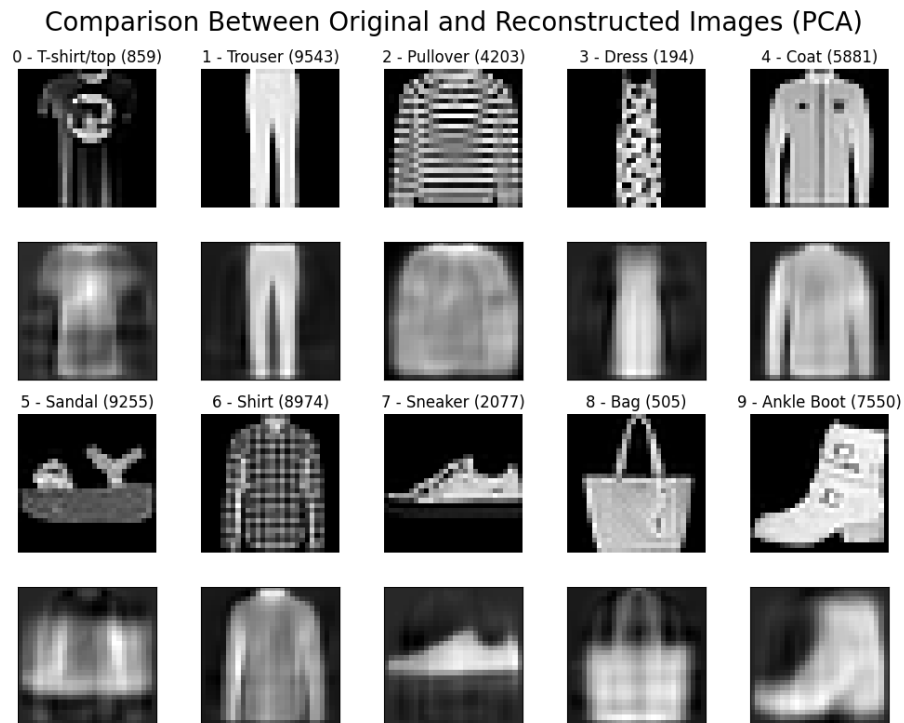 Comparison Between Original and Reconstructed Images (PCA)
0 - T-shirt/top (859)
1 - Trouser (9543)
2 - Pullover (4203)
3 - Dress (194)
4 - Coat (5881)
5 - Sandal (9255)
6 - Shirt (8974)
7 - Sneaker (2077)
8 - Bag (505)
9 - Ankle Boot (7550)